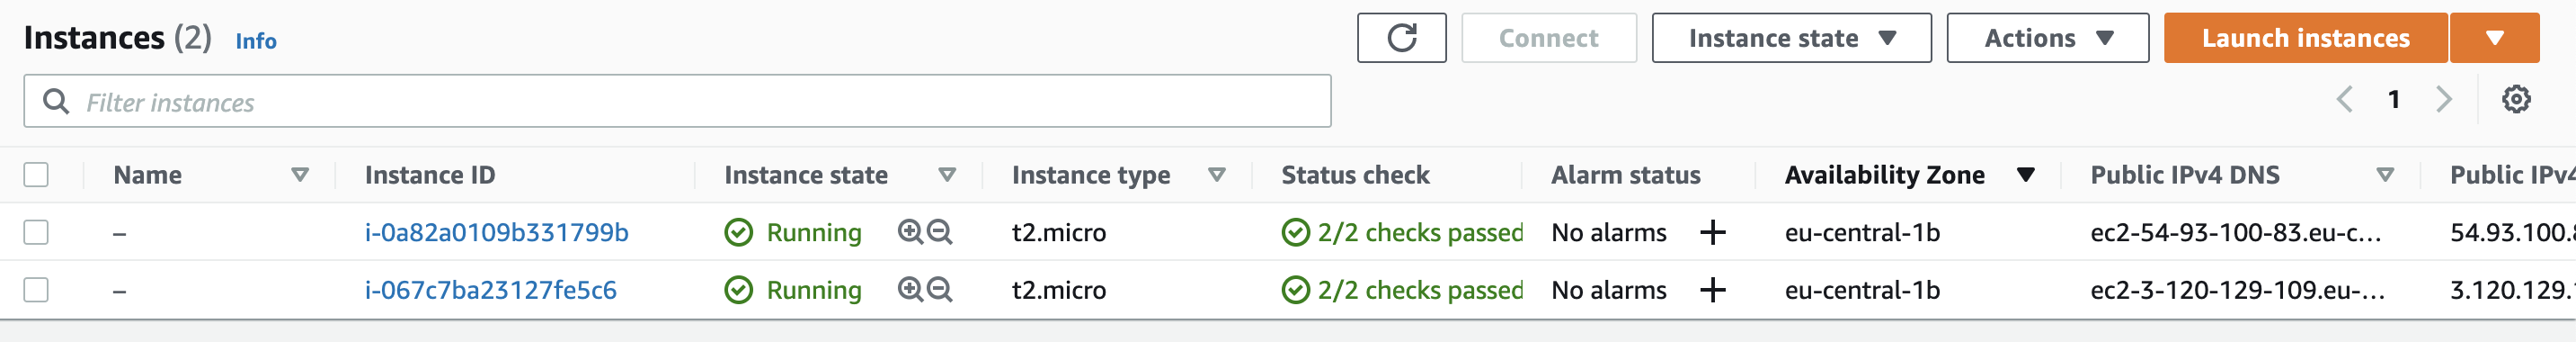 Instances (2) Info Connect Instance state Actions Launch instances
Filter instances 1
Name Instance ID Instance state Instance type Status check Alarm status Availability Zone Public IPv4 DNS Public IPv4
– i-0a82a0109b331799b Running t2.micro 2/2 checks passed No alarms + eu-central-1b ec2-54-93-100-83.eu-c... 54.93.100.8
– i-067c7ba23127fe5c6 Running t2.micro 2/2 checks passed No alarms + eu-central-1b ec2-3-120-129-109.eu-... 3.120.129.